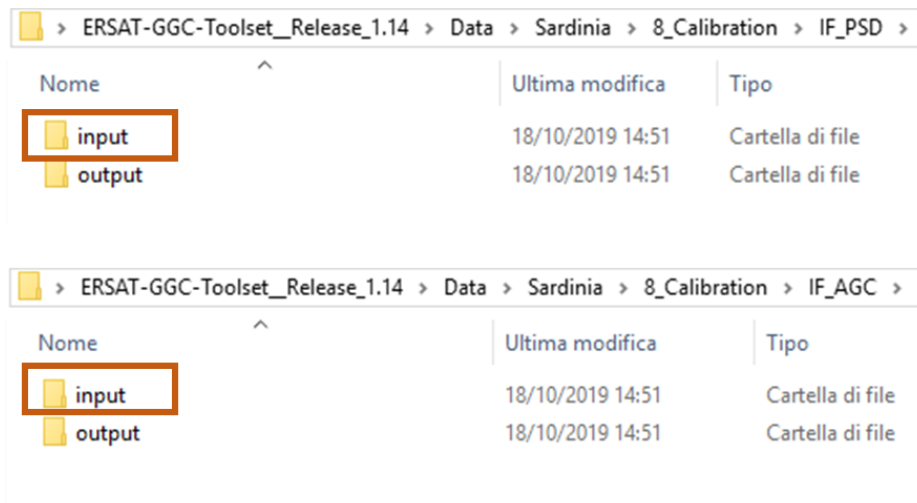 > ERSAT-GGC-Toolset__Release_1.14 > Data > Sardinia > 8_Calibration > IF_PSD >
Nome Ultima modifica Tipo
input 18/10/2019 14:51 Cartella di file
output 18/10/2019 14:51 Cartella di file
> ERSAT-GGC-Toolset__Release_1.14 > Data > Sardinia > 8_Calibration > IF_AGC >
Nome Ultima modifica Tipo
input 18/10/2019 14:51 Cartella di file
output 18/10/2019 14:51 Cartella di file